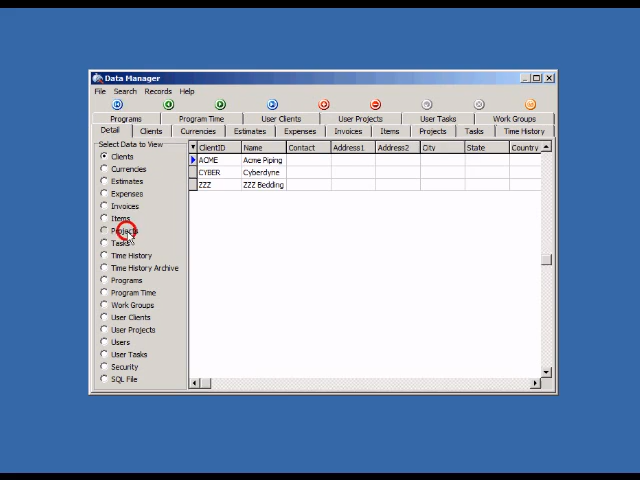 Data Manager
File Search Records Help
Programs Program Time User Clients User Projects User Tasks Work Groups
Detail Clients Currencies Estimates Expenses Invoices Items Projects Tasks Time History
Select Data to View
Clients
Currencies
Estimates
Expenses
Invoices
Items
Projects
Tasks
Time History
Time History Archive
Programs
Program Time
Work Groups
User Clients
User Projects
Users
User Tasks
Security
SQL File
ClientID Name Contact Address1 Address2 City State Country
ACME Acme Piping
CYBER Cyberdyne
ZZZ ZZZ Bedding